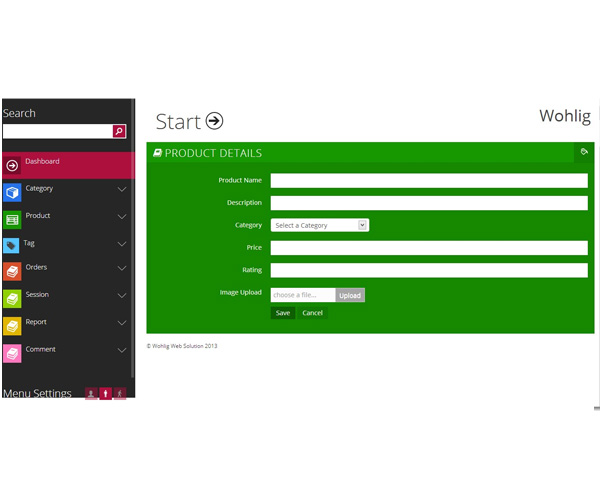 Search
Dashboard
Category
Product
Tag
Orders
Session
Report
Comment
Menu Settings
Start
Wohlig
PRODUCT DETAILS
Product Name
Description
Category Select a Category
Price
Rating
Image Upload choose a file... Upload
Save Cancel
© Wohlig Web Solution 2013